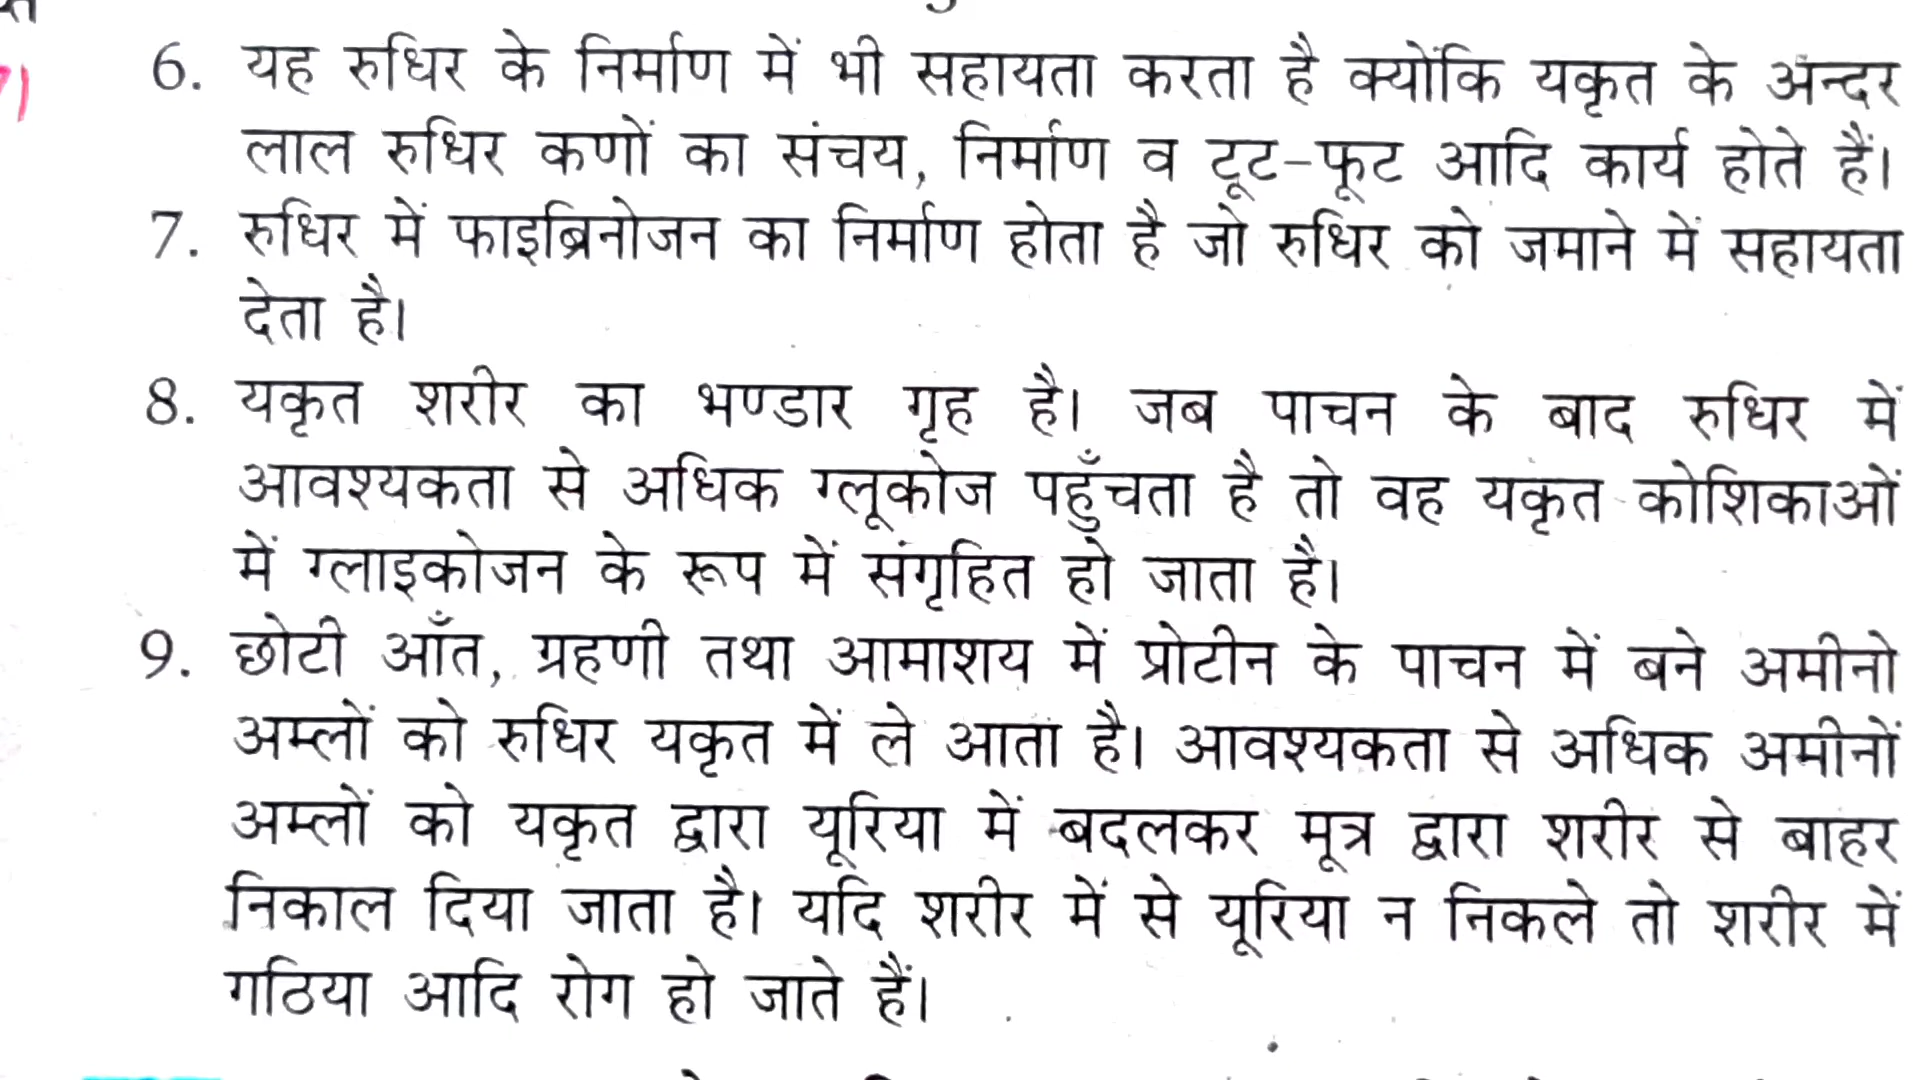 6. यह रुधिर के निर्माण में भी सहायता करता है क्योंकि यकृत के अन्दर
लाल रुधिर कणों का संचय, निर्माण व टूट-फूट आदि कार्य होते हैं।
7. रुधिर में फाइब्रिनोजन का निर्माण होता है जो रुधिर को जमाने में सहायता
देता है।
8. यकृत शरीर का भण्डार गृह है। जब पाचन के बाद रुधिर में
आवश्यकता से अधिक ग्लूकोज पहुँचता है तो वह यकृत कोशिकाओं
में ग्लाइकोजन के रूप में संगृहित हो जाता है।
9. छोटी आँत, ग्रहणी तथा आमाशय में प्रोटीन के पाचन में बने अमीनो
अम्लों को रुधिर यकृत में ले आता है। आवश्यकता से अधिक अमीनों
अम्लों को यकृत द्वारा यूरिया में बदलकर मूत्र द्वारा शरीर से बाहर
निकाल दिया जाता है। यदि शरीर में से यूरिया न निकले तो शरीर में
गठिया आदि रोग हो जाते हैं।